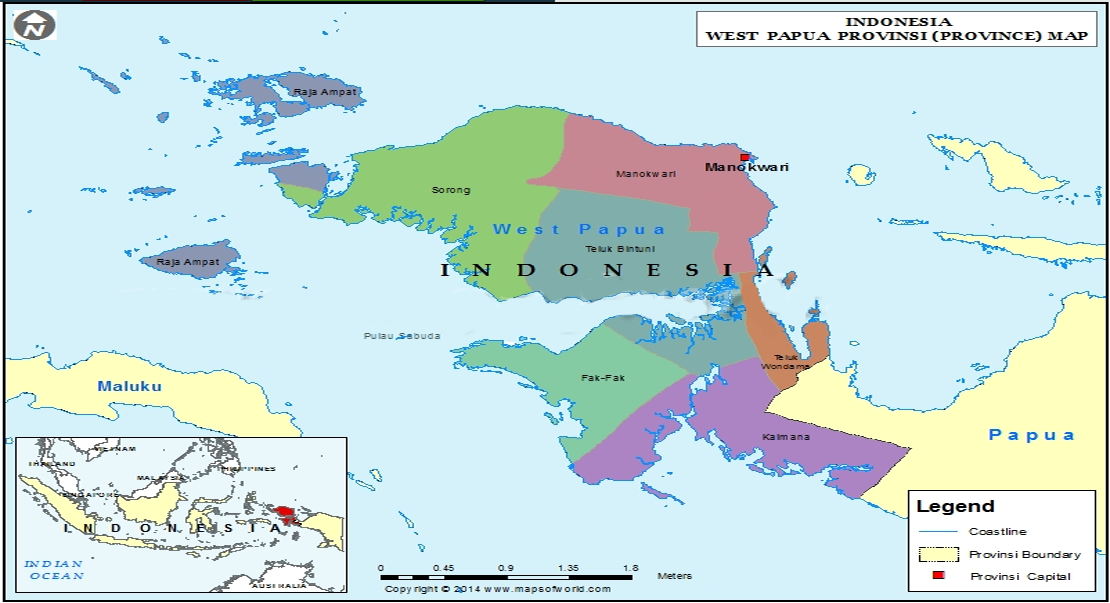 N
INDONESIA
WEST PAPUA PROVINSI (PROVINCE) MAP
Raja Ampat
Manokwari
Manokwari
Sorong
West Papua
Teluk Bintuni
Raja Ampat
INDONESIA
Pulau Sabuda
Teluk
Wondama
Fak-Fak
Maluku
Kaimana
Papua
VIETNAM
THAILAND
PHILIPPINES
MALAYSIA
SINGAPORE
INDONESIA
INDIAN
OCEAN
AUSTRALIA
0 0.45 0.9 1.35 1.8
Meters
Copyright © 2014 www.mapsofworld.com
Legend
Coastline
Provinsi Boundary
Provinsi Capital